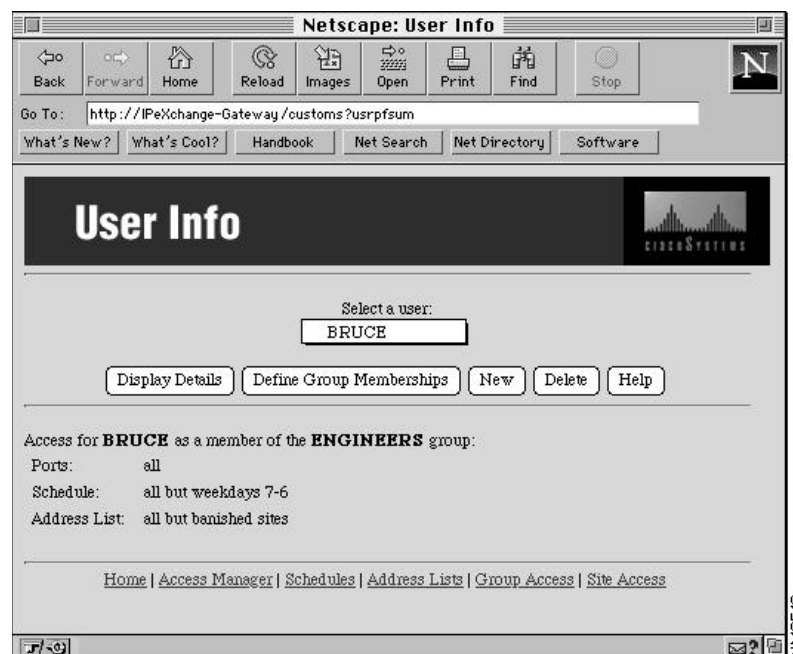 Netscape: User Info
Back Forward Home Reload Images Open Print Find Stop
N
Go To: http://IPeXchange-Gateway/customs?usrpfsum
What's New? What's Cool? Handbook Net Search Net Directory Software
User Info
CISCO SYSTEMS
Select a user:
BRUCE
Display Details Define Group Memberships New Delete Help
Access for BRUCE as a member of the ENGINEERS group:
Ports: all
Schedule: all but weekdays 7-6
Address List: all but banished sites
Home | Access Manager | Schedules | Address Lists | Group Access | Site Access
?